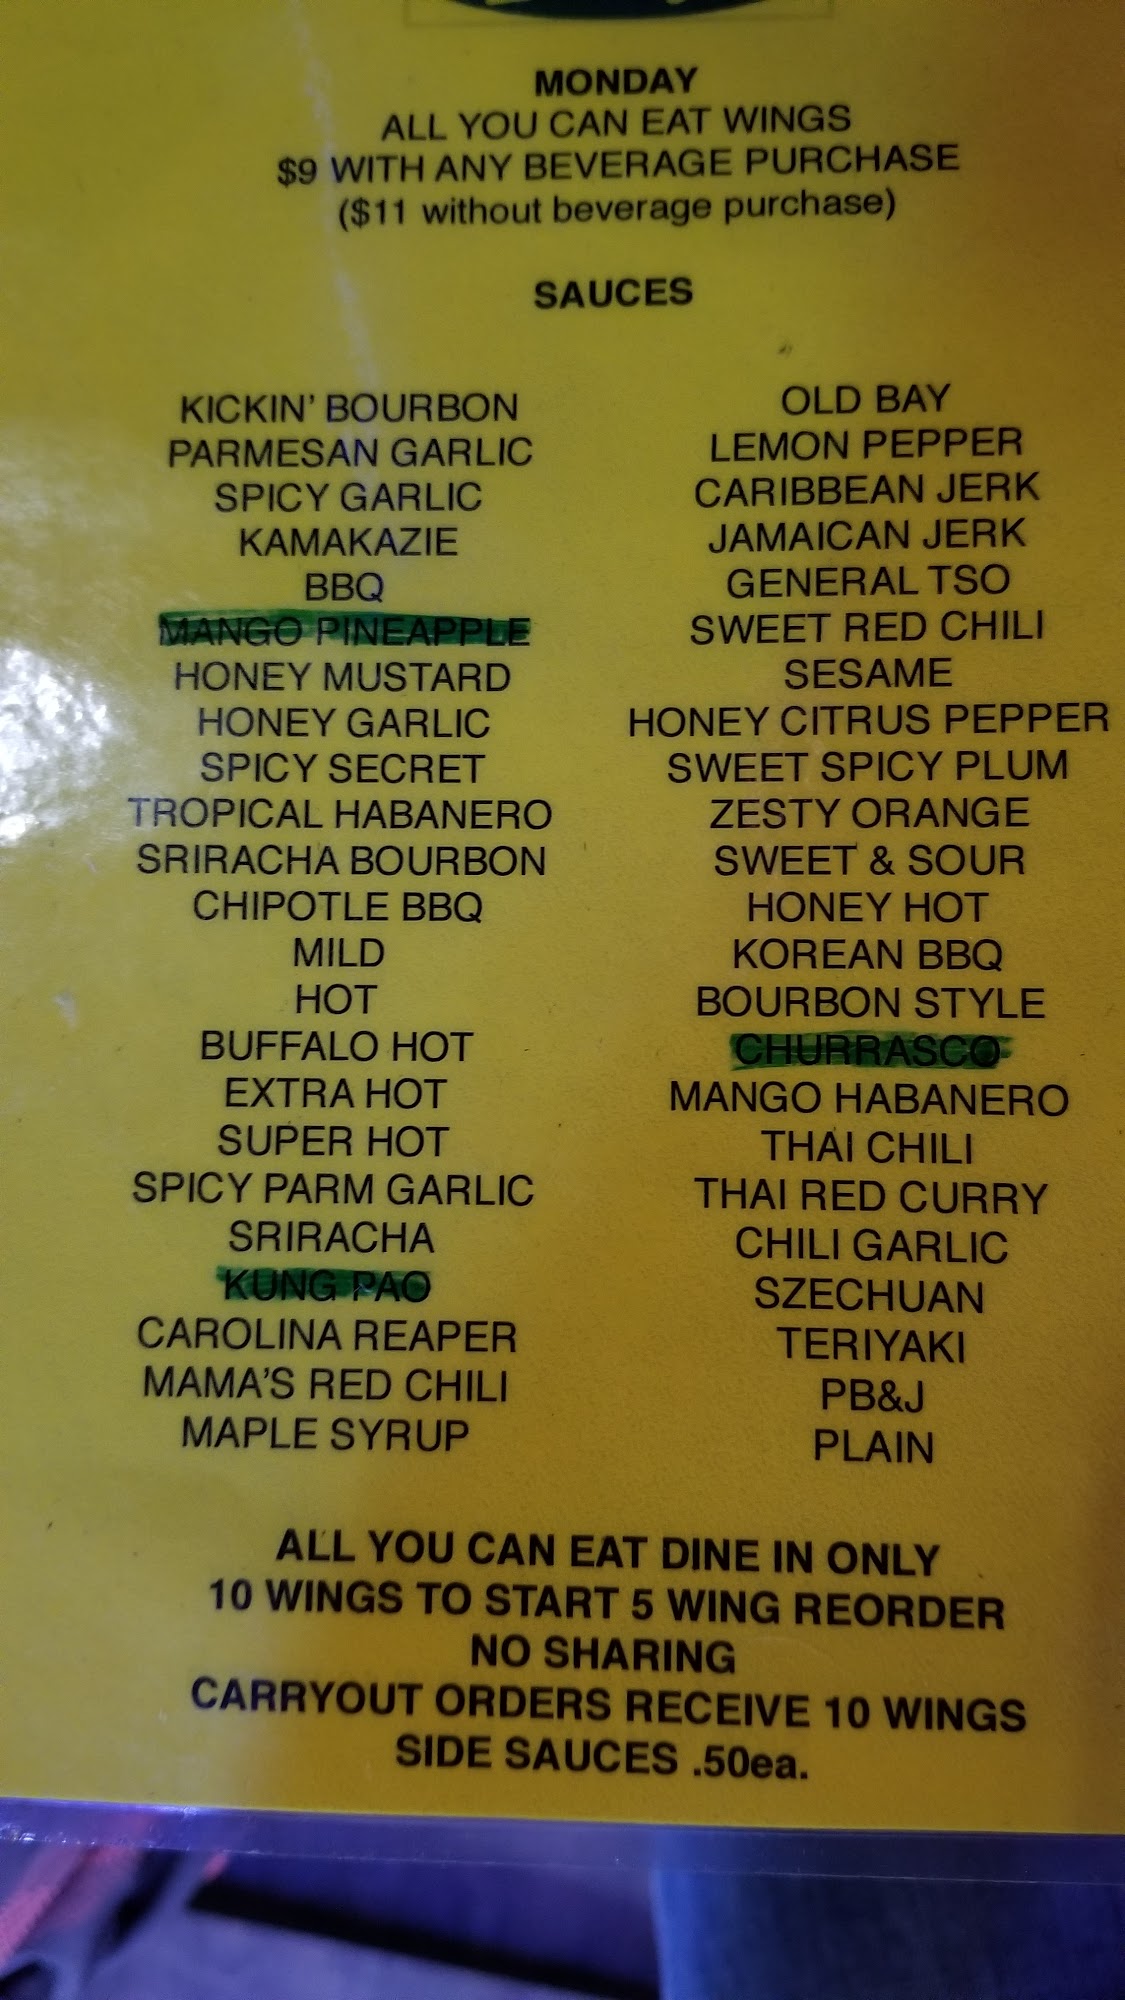 MONDAY
ALL YOU CAN EAT WINGS
$9 WITH ANY BEVERAGE PURCHASE
($11 without beverage purchase)
SAUCES
KICKIN' BOURBON
PARMESAN GARLIC
SPICY GARLIC
KAMAKAZIE
BBQ
MANGO PINEAPPLE
HONEY MUSTARD
HONEY GARLIC
SPICY SECRET
TROPICAL HABANERO
SRIRACHA BOURBON
CHIPOTLE BBQ
MILD
HOT
BUFFALO HOT
EXTRA HOT
SUPER HOT
SPICY PARM GARLIC
SRIRACHA
KUNG PAO
CAROLINA REAPER
MAMA'S RED CHILI
MAPLE SYRUP
OLD BAY
LEMON PEPPER
CARIBBEAN JERK
JAMAICAN JERK
GENERAL TSO
SWEET RED CHILI
SESAME
HONEY CITRUS PEPPER
SWEET SPICY PLUM
ZESTY ORANGE
SWEET & SOUR
HONEY HOT
KOREAN BBQ
BOURBON STYLE
CHURRASCO
MANGO HABANERO
THAI CHILI
THAI RED CURRY
CHILI GARLIC
SZECHUAN
TERIYAKI
PB&J
PLAIN
ALL YOU CAN EAT DINE IN ONLY
10 WINGS TO START 5 WING REORDER
NO SHARING
CARRYOUT ORDERS RECEIVE 10 WINGS
SIDE SAUCES .50ea.